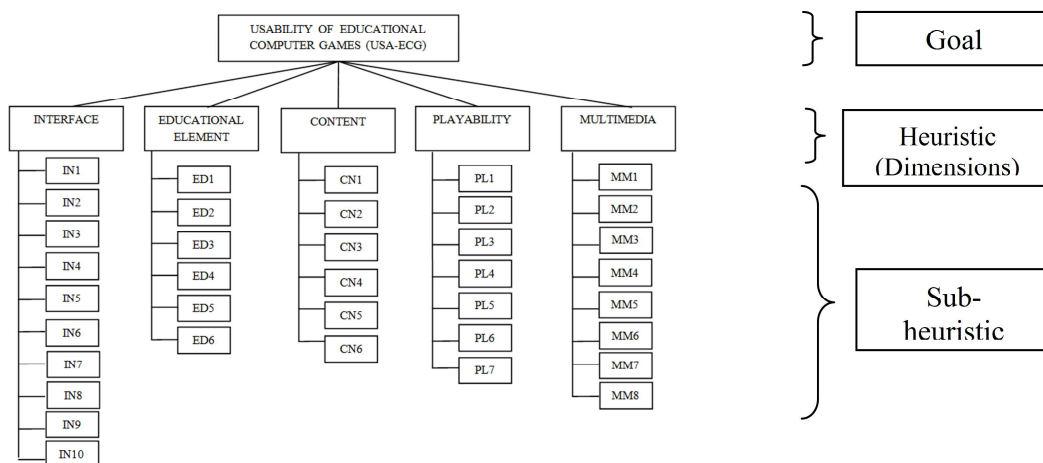 USABILITY OF EDUCATIONAL
COMPUTER GAMES (USA-ECG)
Goal
INTERFACE
EDUCATIONAL
ELEMENT
CONTENT
PLAYABILITY
MULTIMEDIA
Heuristic
(Dimensions)
IN1
IN2
IN3
IN4
IN5
IN6
IN7
IN8
IN9
IN10
ED1
ED2
ED3
ED4
ED5
ED6
CN1
CN2
CN3
CN4
CN5
CN6
PL1
PL2
PL3
PL4
PL5
PL6
PL7
MM1
MM2
MM3
MM4
MM5
MM6
MM7
MM8
Sub-
heuristic